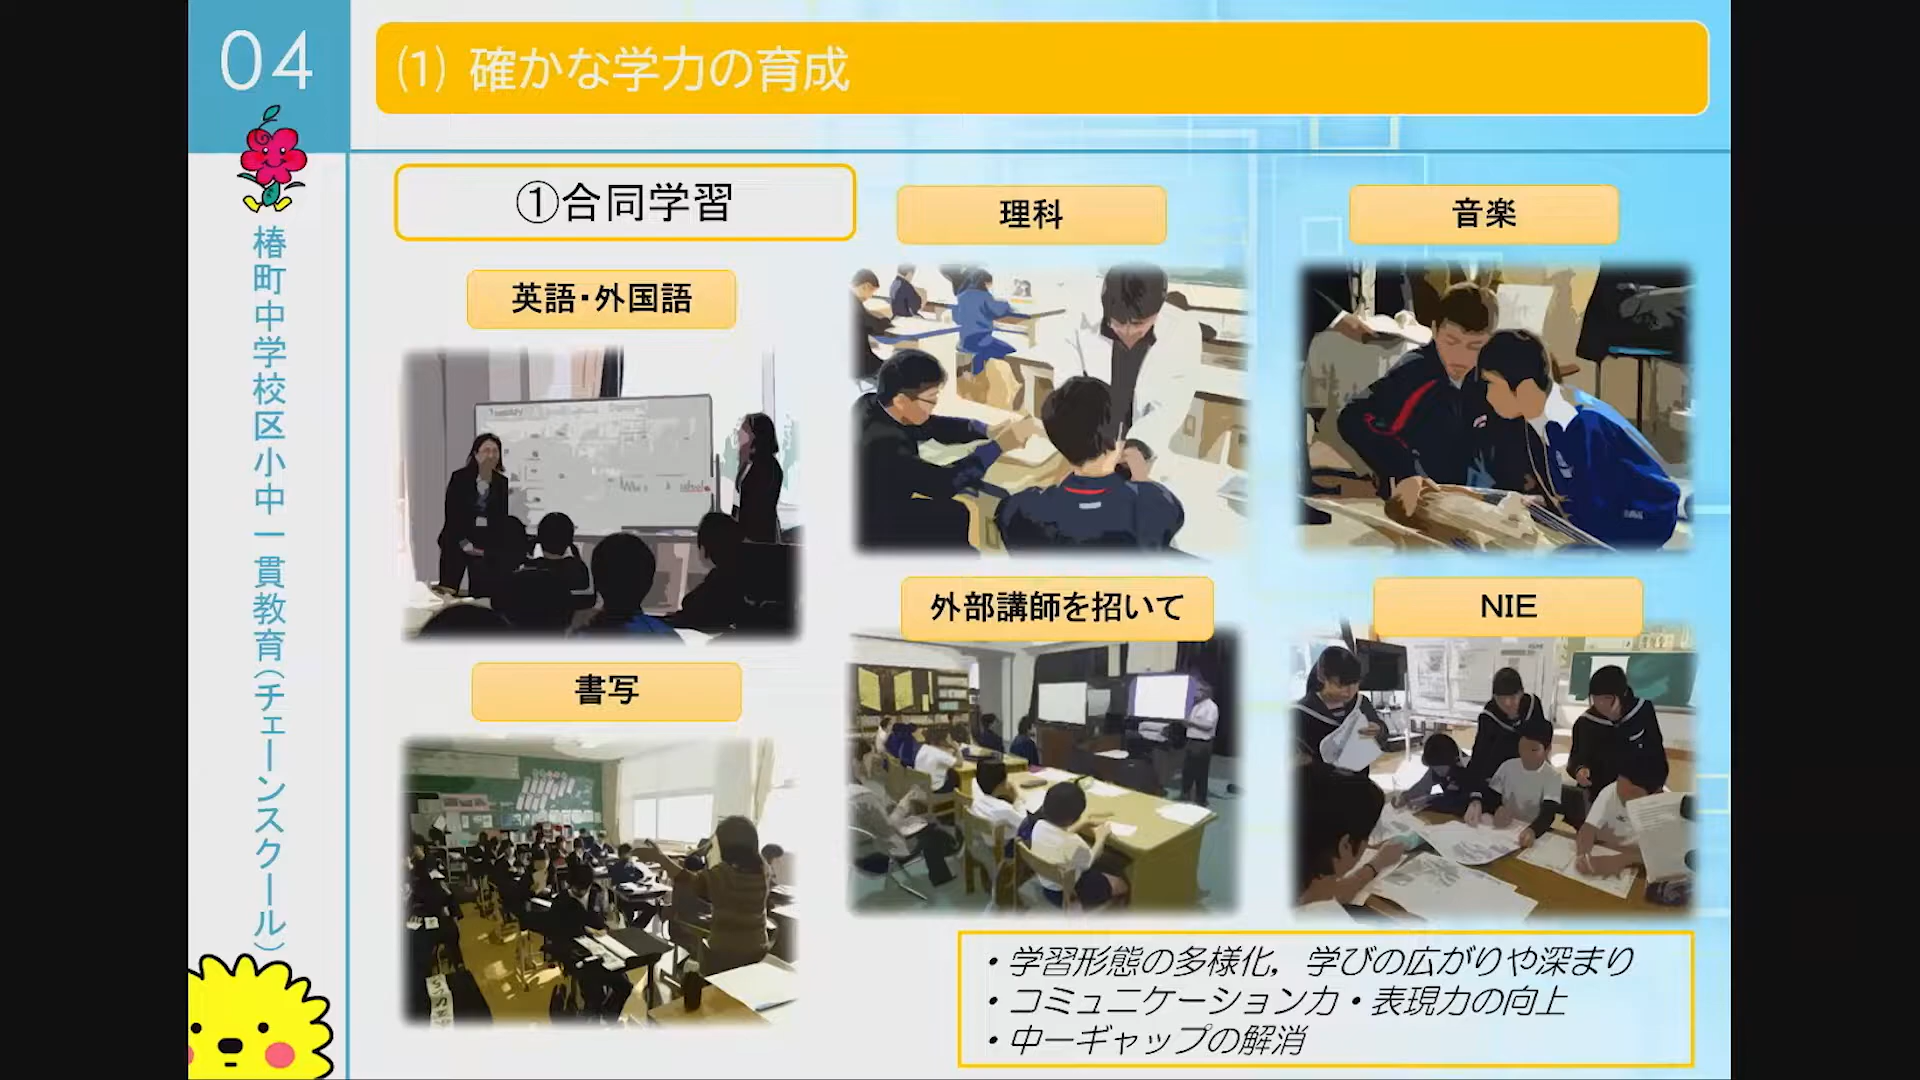 04
椿町中学校区小中一貫教育(チェーンスクール)
(1) 確かな学力の育成
①合同学習
英語・外国語
理科
音楽
書写
外部講師を招いて
NIE
・学習形態の多様化，学びの広がりや深まり
・コミュニケーション力・表現力の向上
・中一ギャップの解消